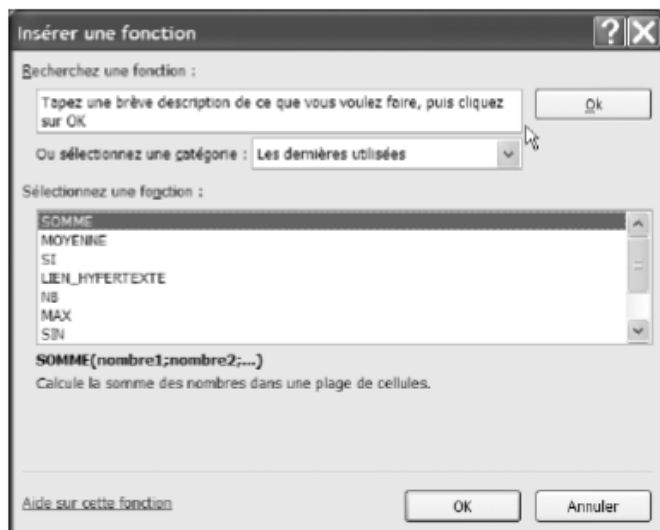 Insérer une fonction
Recherchez une fonction :
Tapez une brève description de ce que vous voulez faire, puis cliquez
sur OK
Ok
Ou sélectionnez une catégorie : Les dernières utilisées
Sélectionnez une fonction :
SOMME
MOYENNE
SI
LIEN_HYPERTEXTE
NB
MAX
SIN
SOMME(nombre1;nombre2;...)
Calcule la somme des nombres dans une plage de cellules.
Aide sur cette fonction
OK
Annuler